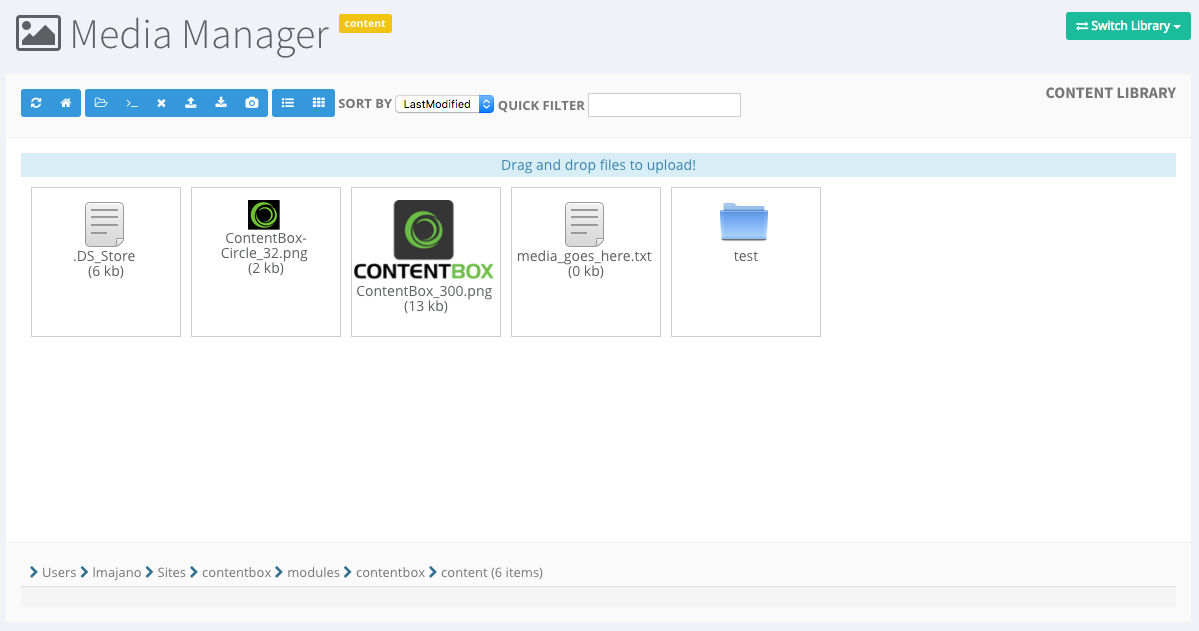 Media Manager content
Switch Library
SORT BY LastModified QUICK FILTER
CONTENT LIBRARY
Drag and drop files to upload!
.DS_Store
(6 kb)
ContentBox-
Circle_32.png
(2 kb)
CONTENTBOX
ContentBox_300.png
(13 kb)
media_goes_here.txt
(0 kb)
test
Users lmajano Sites contentbox modules contentbox content (6 items)